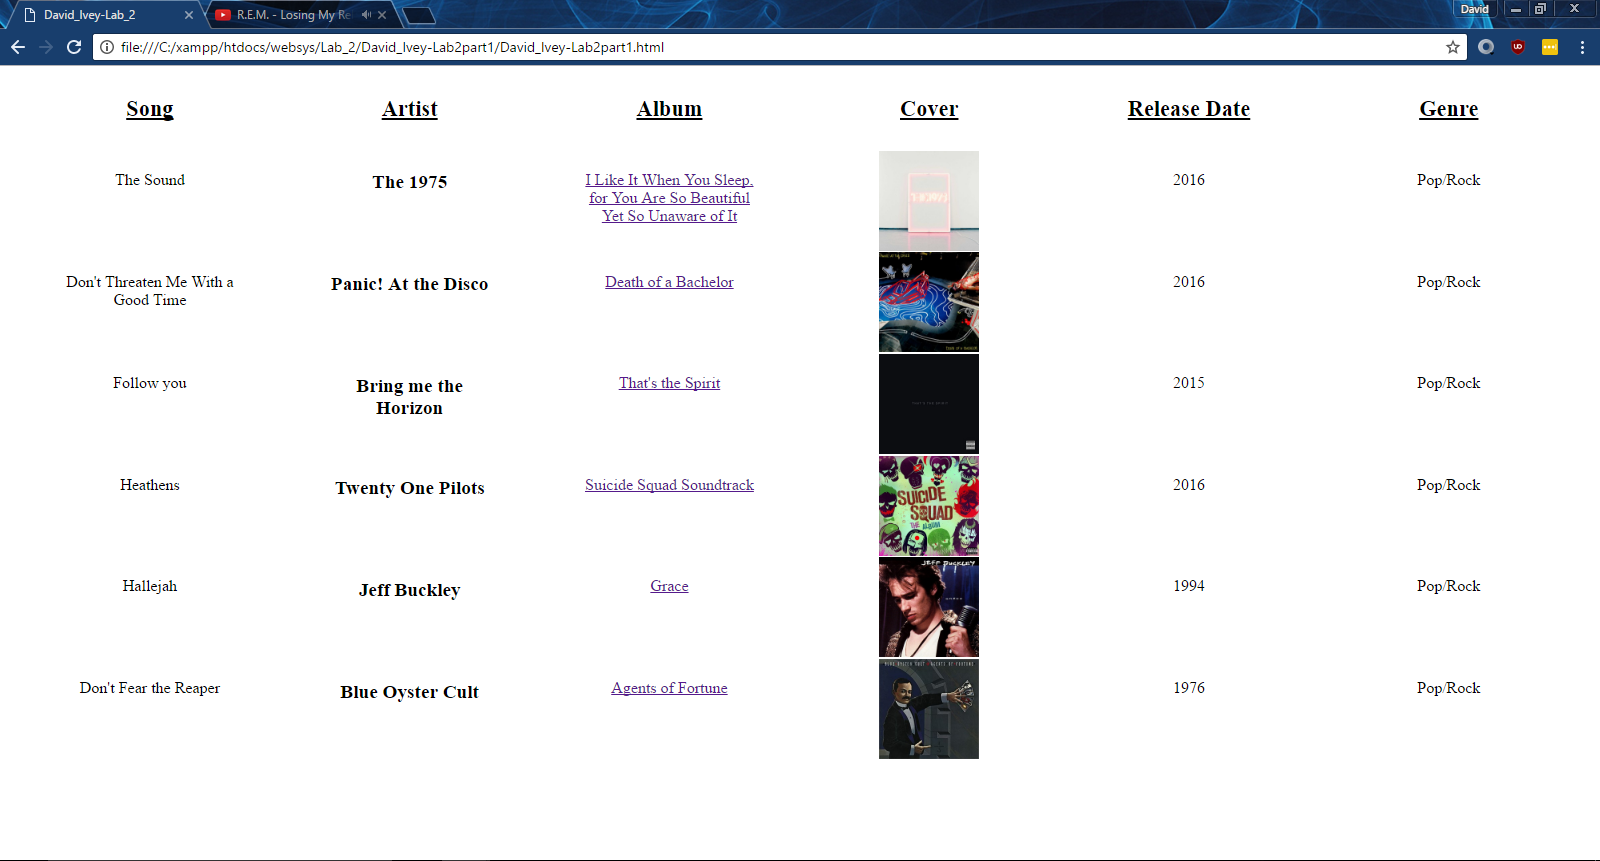 David_Ivey-Lab_2
R.E.M. - Losing My Re
David
file:///C:/xampp/htdocs/websys/Lab_2/David_Ivey-Lab2part1/David_Ivey-Lab2part1.html
Song Artist Album Cover Release Date Genre
The Sound The 1975 I Like It When You Sleep, 2016 Pop/Rock
for You Are So Beautiful
Yet So Unaware of It
Don't Threaten Me With a Panic! At the Disco Death of a Bachelor 2016 Pop/Rock
Good Time
Follow you Bring me the That's the Spirit 2015 Pop/Rock
Horizon
Heathens Twenty One Pilots Suicide Squad Soundtrack 2016 Pop/Rock
SUICIDE
SQUAD
THE ALBUM
Hallejah Jeff Buckley Grace 1994 Pop/Rock
JEFF BUCKLEY
Don't Fear the Reaper Blue Oyster Cult Agents of Fortune 1976 Pop/Rock